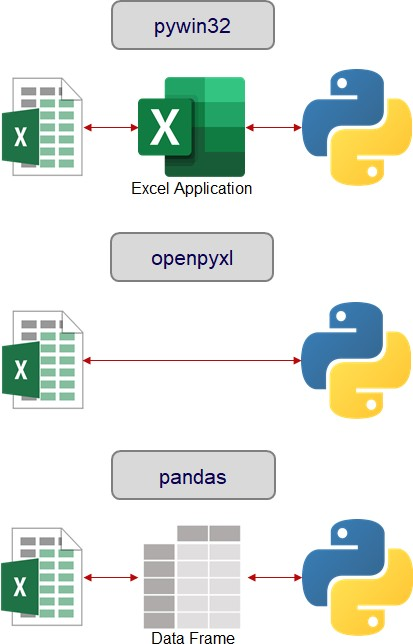 pywin32
X
X
Excel Application
openpyxl
X
pandas
X
Data Frame